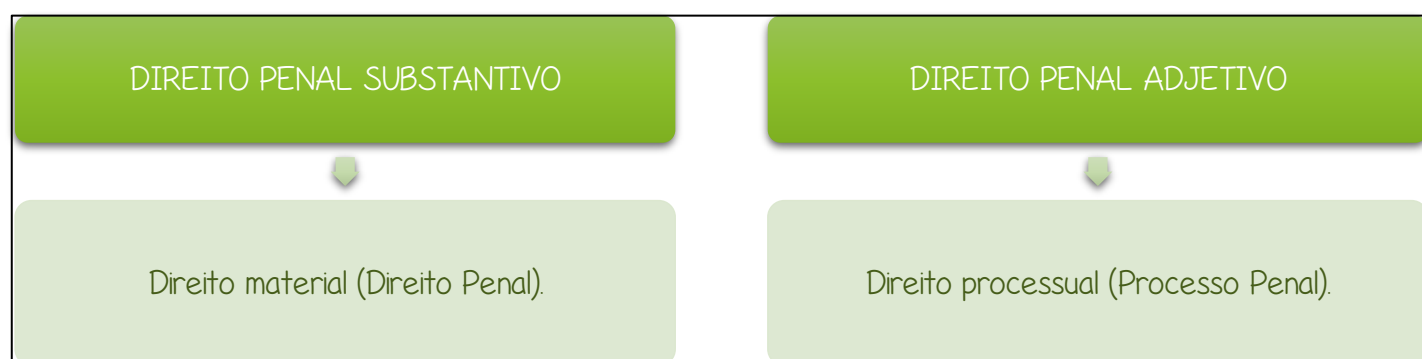 DIREITO PENAL SUBSTANTIVO
DIREITO PENAL ADJETIVO
Direito material (Direito Penal).
Direito processual (Processo Penal).